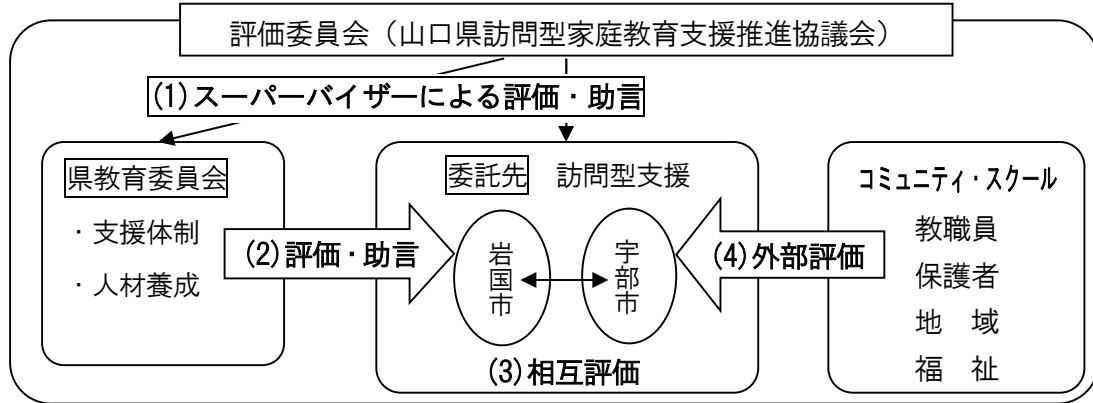 評価委員会（山口県訪問型家庭教育支援推進協議会）
(1)スーパーバイザーによる評価・助言
県教育委員会
・支援体制
・人材養成
(2)評価・助言
委託先　訪問型支援
岩国市
宇部市
(3)相互評価
(4)外部評価
コミュニティ・スクール
教職員
保護者
地　域
福　祉